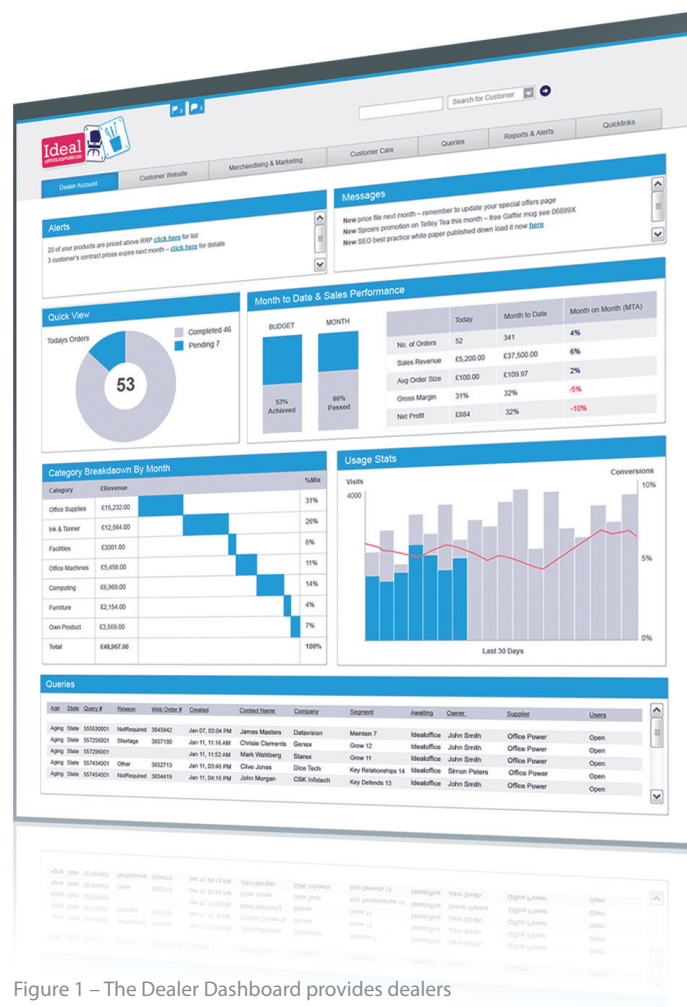 3
3
Search for Customer
Ideal
OFFICE SUPPLIES LTD
Dealer Account
Customer Website
Merchandising & Marketing
Customer Care
Queries
Reports & Alerts
Quicklinks
Alerts
20 of your products are priced above RRP click here for list
3 customer's contract prices expire next month – click here for details
Messages
New price file next month – remember to update your special offers page
New Spicers promotion on Tetley Tea this month – free Gaffer mug see 06899X
New SEO best practice white paper published down load it now here
Quick View
Todays Orders
Completed 46
Pending 7
53
Month to Date & Sales Performance
BUDGET
MONTH
53%
Achieved
66%
Passed
Today Month to Date Month on Month (MTA)
No. of Orders 52 341 4%
Sales Revenue £5,200.00 £37,500.00 6%
Avg Order Size £100.00 £109.97 2%
Gross Margin 31% 32% -5%
Net Profit £884 32% -10%
Category Breakdaown By Month
Category £Revenue %Mix
Office Supplies £15,232.00 31%
Ink & Tonner £12,564.00 26%
Facilities £3001.00 6%
Office Machines £5,458.00 11%
Computing £6,969.00 14%
Furniture £2,154.00 4%
Own Product £3,569.00 7%
Total £48,967.00 100%
Usage Stats
Visits
Conversions
4000
10%
5%
0%
Last 30 Days
Queries
Age State Query # Reason Web Order # Created Contact Name Company Segment Awaiting Owner Supplier Users
Aging State 555530001 NotRequired 3845942 Jan 07, 03:04 PM James Masters Datavision Maintain 7 Idealoffice John Smith Office Power Open
Aging State 557256001 Shortage 3857180 Jan 11, 11:16 AM Chrisie Clements Genex Grow 12 Idealoffice John Smith Office Power Open
Aging State 557296001 Jan 11, 11:52 AM Mark Wahlberg Starex Grow 11 Idealoffice John Smith Office Power Open
Aging State 557434001 Other 3852713 Jan 11, 03:46 PM Clive Jones Dice Tech Key Relationships 14 Idealoffice Simon Peters Office Power Open
Aging State 557454001 NotRequired 3854419 Jan 11, 04:16 PM John Morgan CBK Infotech Key Defends 13 Idealoffice John Smith Office Power Open
Figure 1 – The Dealer Dashboard provides dealers